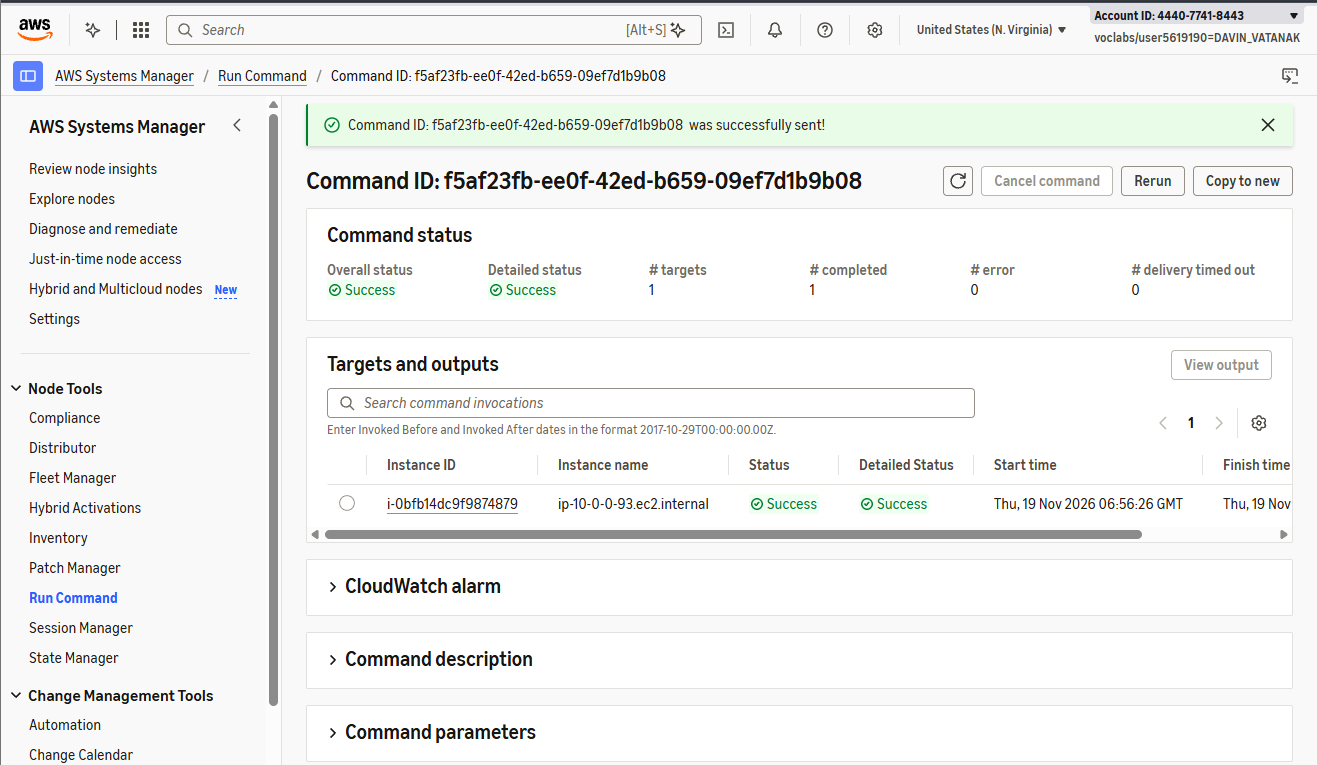 aws
Search [Alt+S]
United States (N. Virginia)
Account ID: 4440-7741-8443
voclabs/user5619190=DAVIN_VATANAK
AWS Systems Manager / Run Command / Command ID: f5af23fb-ee0f-42ed-b659-09ef7d1b9b08
AWS Systems Manager
Review node insights
Explore nodes
Diagnose and remediate
Just-in-time node access
Hybrid and Multicloud nodes New
Settings
Node Tools
Compliance
Distributor
Fleet Manager
Hybrid Activations
Inventory
Patch Manager
Run Command
Session Manager
State Manager
Change Management Tools
Automation
Change Calendar
Command ID: f5af23fb-ee0f-42ed-b659-09ef7d1b9b08 was successfully sent!
Command ID: f5af23fb-ee0f-42ed-b659-09ef7d1b9b08
Cancel command
Rerun
Copy to new
Command status
Overall status Detailed status # targets # completed # error # delivery timed out
Success Success 1 1 0 0
Targets and outputs
View output
Search command invocations
Enter Invoked Before and Invoked After dates in the format 2017-10-29T00:00:00.00Z.
1
Instance ID Instance name Status Detailed Status Start time Finish time
i-0bfb14dc9f9874879 ip-10-0-0-93.ec2.internal Success Success Thu, 19 Nov 2026 06:56:26 GMT Thu, 19 Nov
CloudWatch alarm
Command description
Command parameters